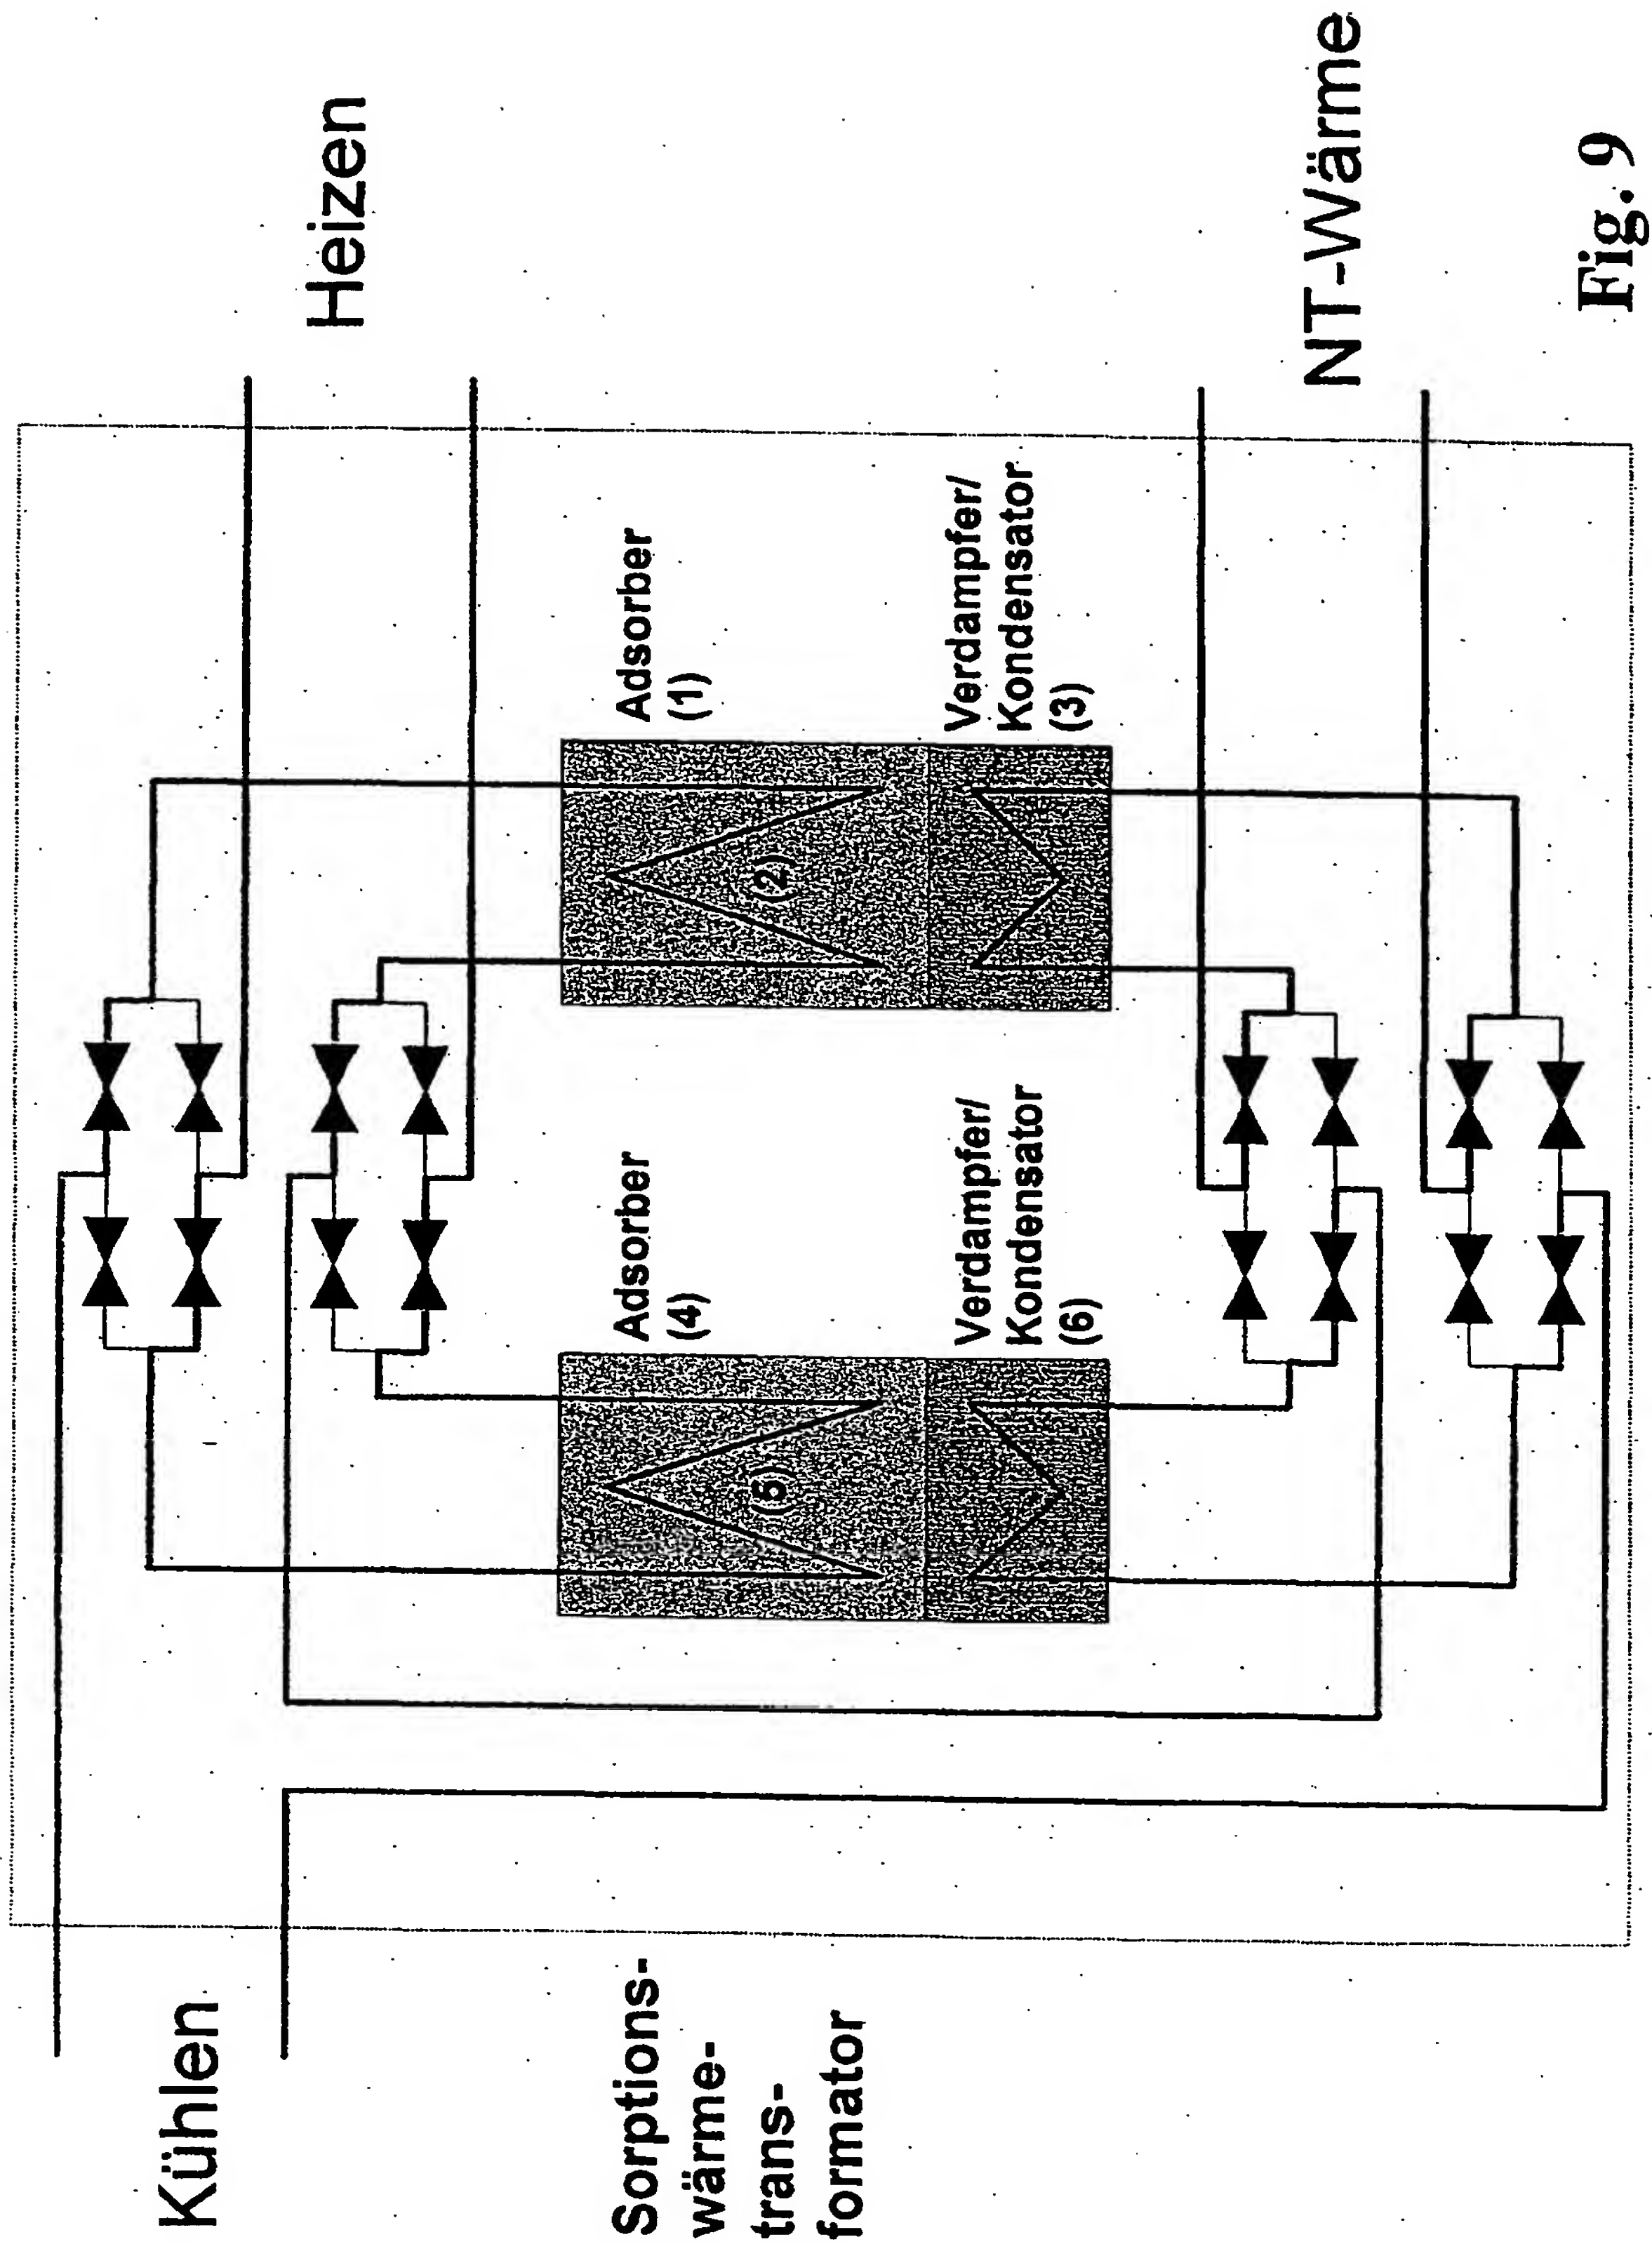 Kühlen
Heizen
Sorptions-
wärme-
trans-
formator
Adsorber
(4)
(5)
Verdampfer/
Kondensator
(6)
Adsorber
(1)
(2)
Verdampfer/
Kondensator
(3)
NT-Wärme
Fig. 9